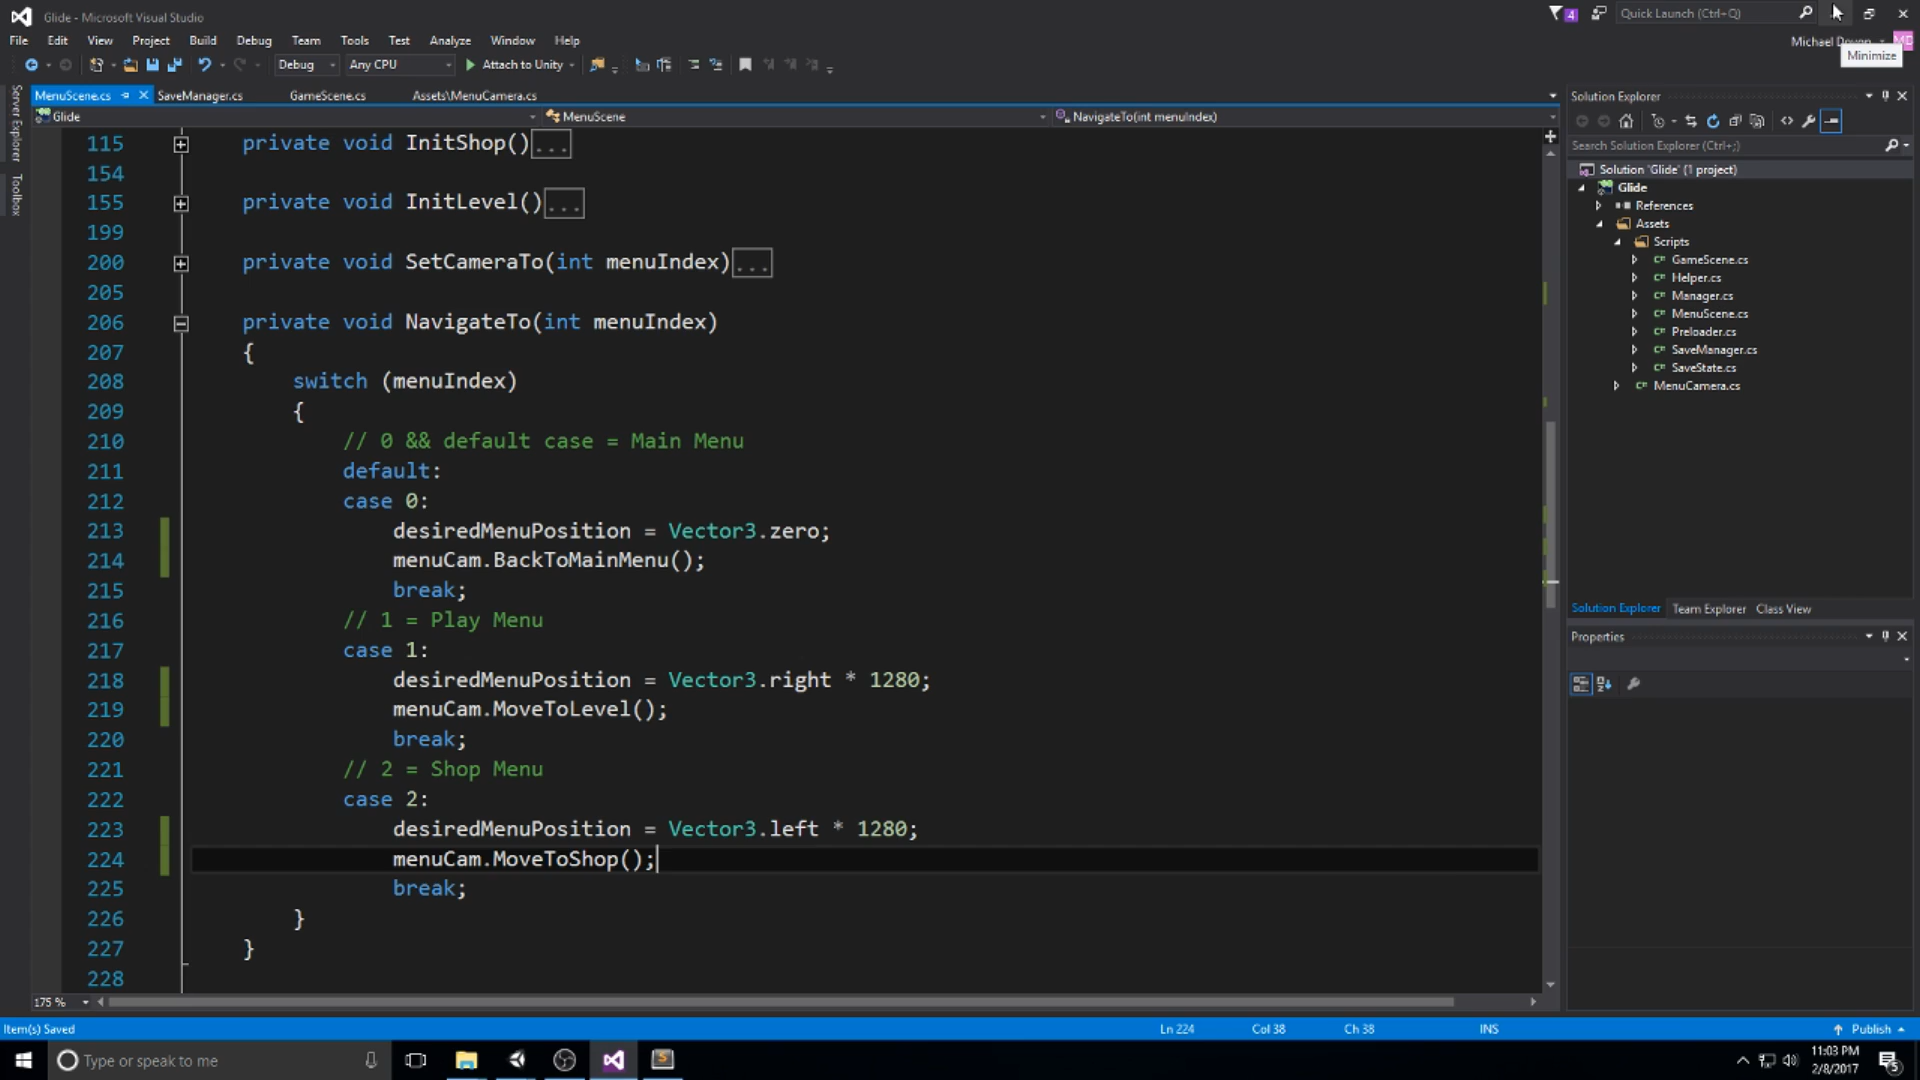 Glide - Microsoft Visual Studio
4
Quick Launch (Ctrl+Q)
File Edit View Project Build Debug Team Tools Test Analyze Window Help
Minimize
Debug Any CPU Attach to Unity
Server Explorer
Toolbox
MenuScene.cs SaveManager.cs GameScene.cs Assets\MenuCamera.cs
Glide MenuScene NavigateTo(int menuIndex)
115 private void InitShop()...
154
155 private void InitLevel()...
199
200 private void SetCameraTo(int menuIndex)...
205
206 private void NavigateTo(int menuIndex)
207 {
208 switch (menuIndex)
209 {
210 // 0 && default case = Main Menu
211 default:
212 case 0:
213 desiredMenuPosition = Vector3.zero;
214 menuCam.BackToMainMenu();
215 break;
216 // 1 = Play Menu
217 case 1:
218 desiredMenuPosition = Vector3.right * 1280;
219 menuCam.MoveToLevel();
220 break;
221 // 2 = Shop Menu
222 case 2:
223 desiredMenuPosition = Vector3.left * 1280;
224 menuCam.MoveToShop();
225 break;
226 }
227 }
228
175 %
Solution Explorer
Search Solution Explorer (Ctrl+;)
Solution 'Glide' (1 project)
Glide
References
Assets
Scripts
GameScene.cs
Helper.cs
Manager.cs
MenuScene.cs
Preloader.cs
SaveManager.cs
SaveState.cs
MenuCamera.cs
Solution Explorer Team Explorer Class View
Properties
Item(s) Saved Ln 224 Col 38 Ch 38 INS Publish
Type or speak to me
11:03 PM
2/8/2017
5